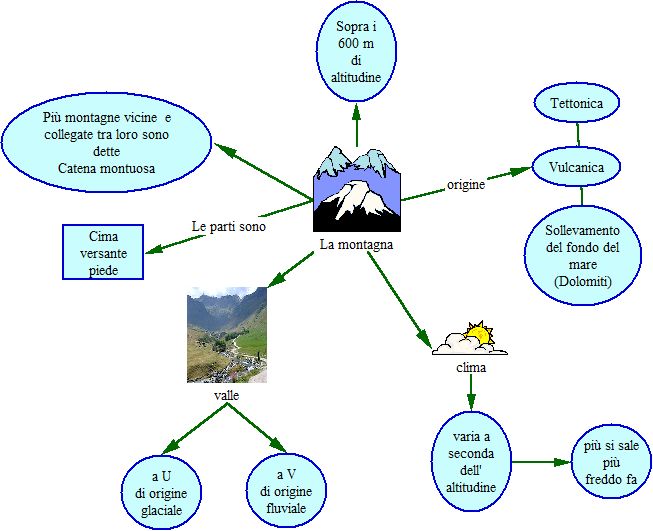 Sopra i
600 m
di
altitudine
Più montagne vicine e
collegate tra loro sono
dette
Catena montuosa
Tettonica
Vulcanica
origine
Sollevamento
del fondo del
mare
(Dolomiti)
Le parti sono
Cima
versante
piede
La montagna
valle
clima
a U
di origine
glaciale
a V
di origine
fluviale
varia a
seconda
dell'
altitudine
più si sale
più
freddo fa